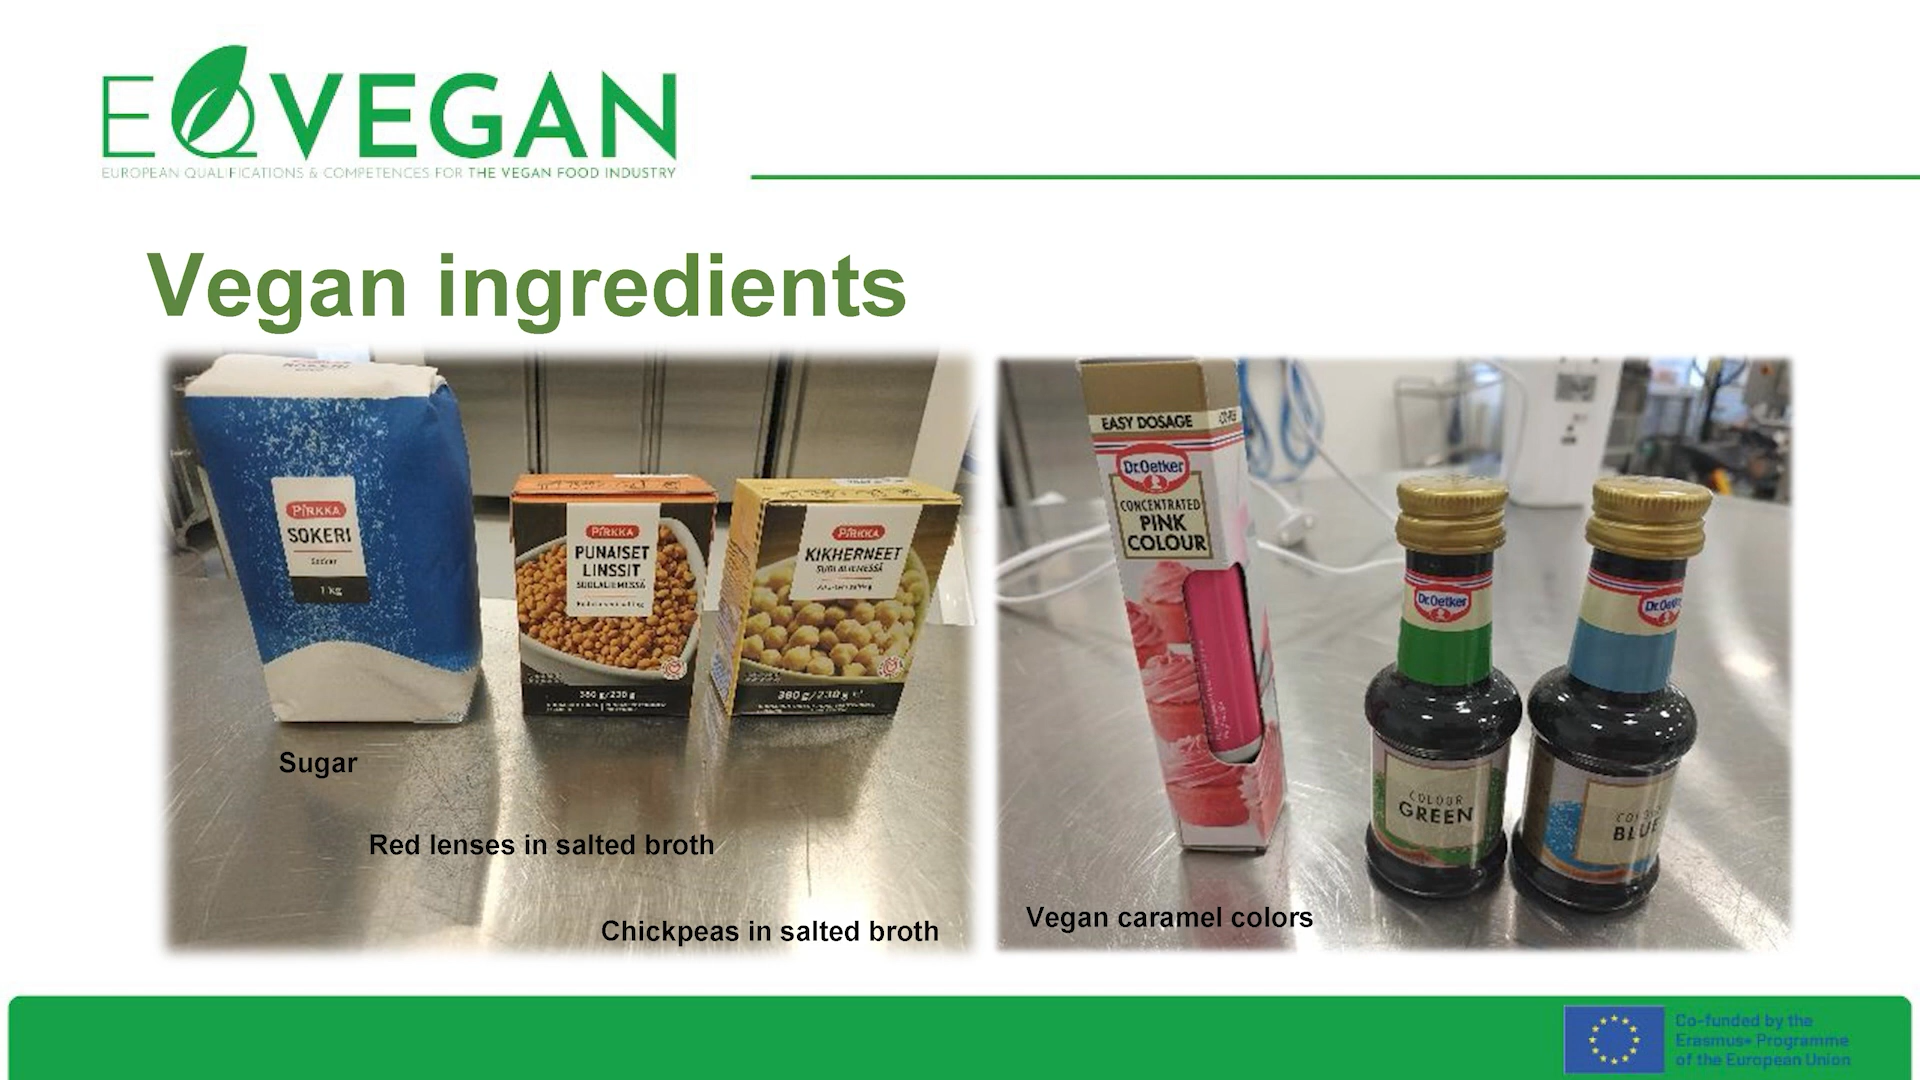 EQVEGAN
EUROPEAN QUALIFICATIONS & COMPETENCES FOR THE VEGAN FOOD INDUSTRY
Vegan ingredients
PIRKKA
SOKERI
Socker
1 kg
PIRKKA
PUNAISET
LINSSIT
SUOLALIEMESSÄ
380 g/230 g
PIRKKA
KIKHERNEET
SUOLALIEMESSÄ
380 g/230 g
Sugar
Red lenses in salted broth
Chickpeas in salted broth
EASY DOSAGE
Dr.Oetker
CONCENTRATED
PINK
COLOUR
Dr.Oetker
COLOUR
GREEN
Dr.Oetker
COLOUR
BLUE
Vegan caramel colors
Co-funded by the
Erasmus+ Programme
of the European Union